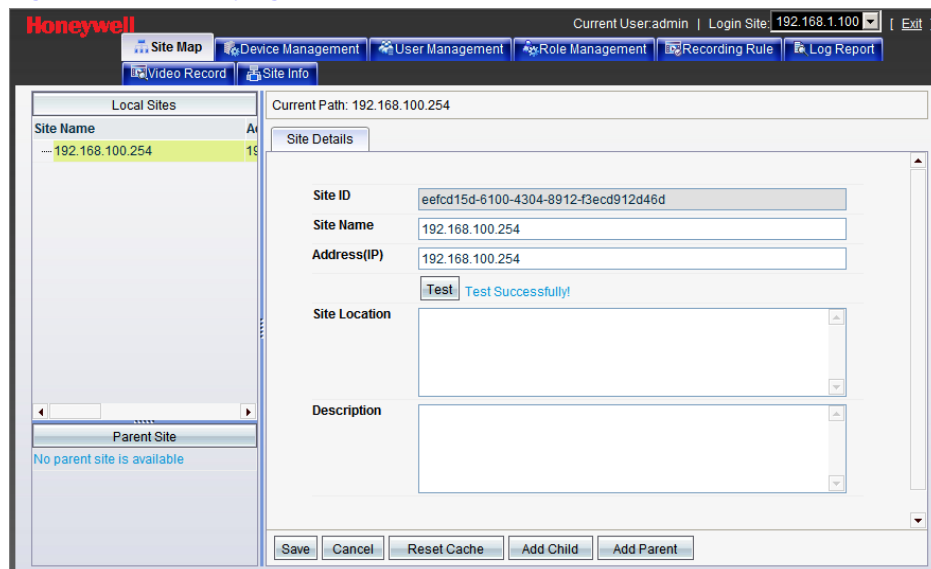 Honeywell
Current User:admin | Login Site: 192.168.1.100 [ Exit
Site Map Device Management User Management Role Management Recording Rule Log Report
Video Record Site Info
Local Sites
Site Name
192.168.100.254
Parent Site
No parent site is available
Current Path: 192.168.100.254
Site Details
Site ID eefcd15d-6100-4304-8912-f3ecd912d46d
Site Name 192.168.100.254
Address(IP) 192.168.100.254
Test Test Successfully!
Site Location
Description
Save Cancel Reset Cache Add Child Add Parent